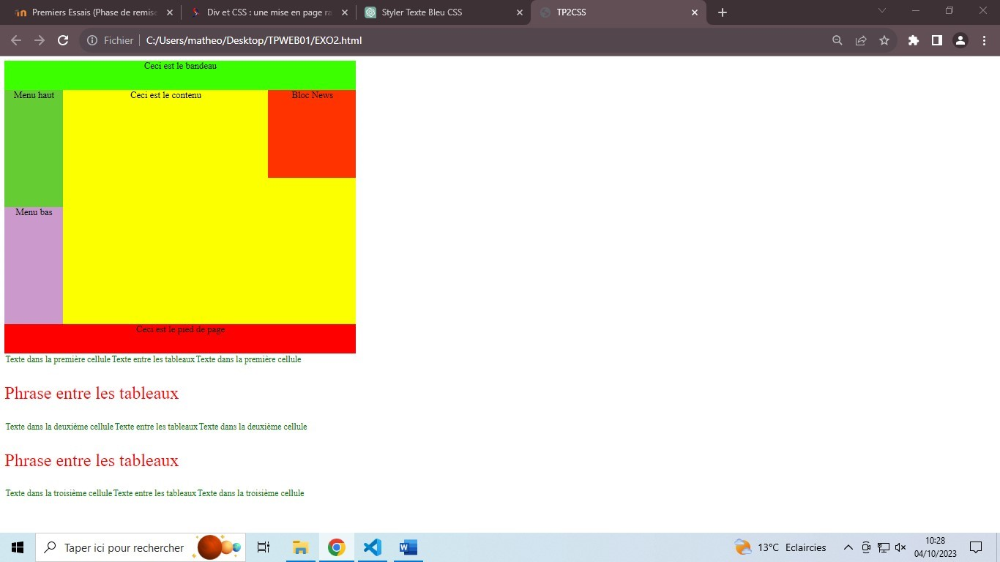 Premiers Essais (Phase de remise
Div et CSS : une mise en page ra
Styler Texte Bleu CSS
TP2CSS
Fichier
C:/Users/matheo/Desktop/TPWEB01/EXO2.html
Ceci est le bandeau
Menu haut
Ceci est le contenu
Bloc News
Menu bas
Ceci est le pied de page
Texte dans la première cellule Texte entre les tableaux Texte dans la première cellule
Phrase entre les tableaux
Texte dans la deuxième cellule Texte entre les tableaux Texte dans la deuxième cellule
Phrase entre les tableaux
Texte dans la troisième cellule Texte entre les tableaux Texte dans la troisième cellule
Taper ici pour rechercher
13°C Eclaircies
10:28
04/10/2023